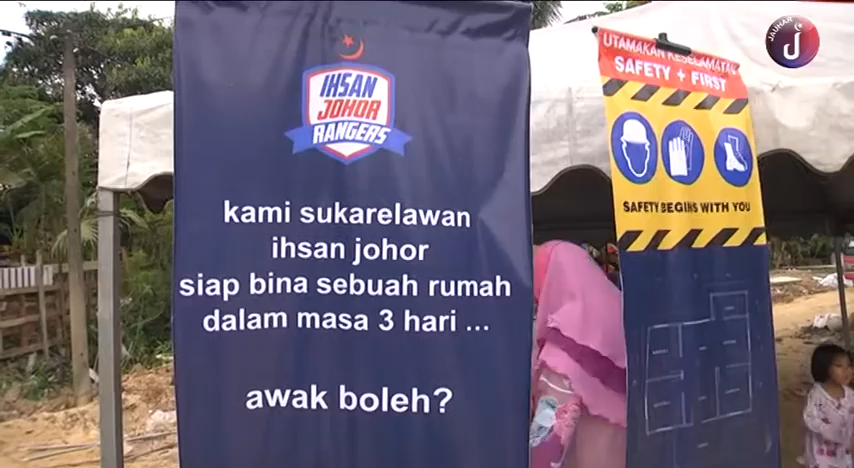 IHSAN
JOHOR
RANGERS
kami sukarelawan
ihsan johor
siap bina sebuah rumah
dalam masa 3 hari ...
awak boleh?
UTAMAKAN KESELAMATAN
SAFETY + FIRST
SAFETY BEGINS WITH YOU
JAUHAR